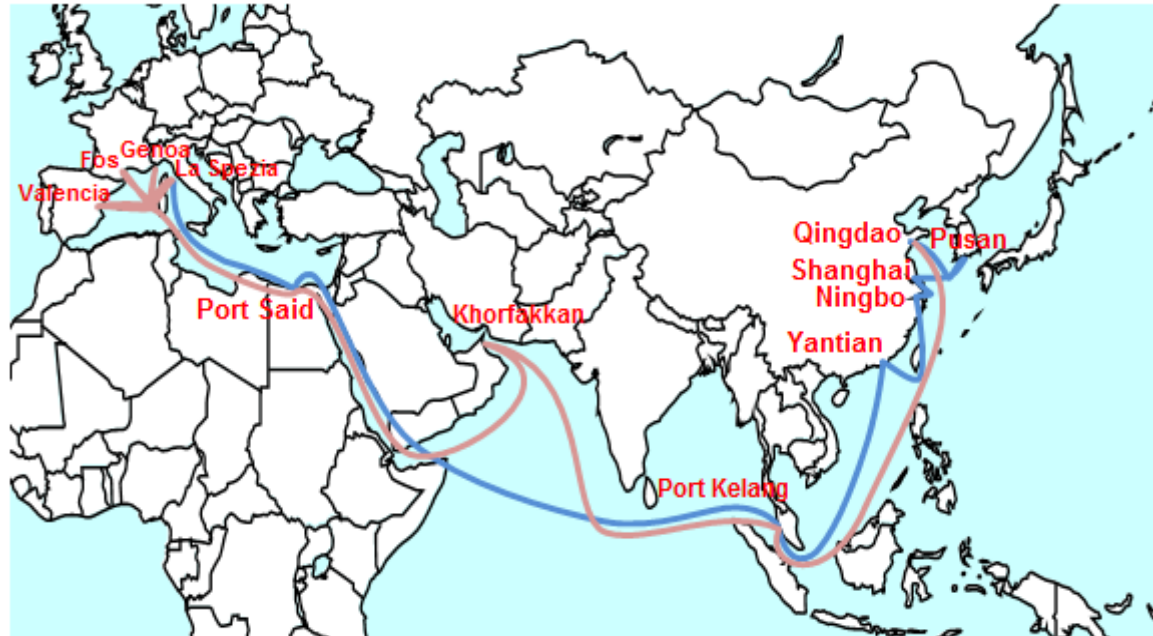 Genoa
Fos
La Spezia
Valencia
Qingdao
Pusan
Shanghai
Port Said
Ningbo
Khorfakkan
Yantian
Port Kelang